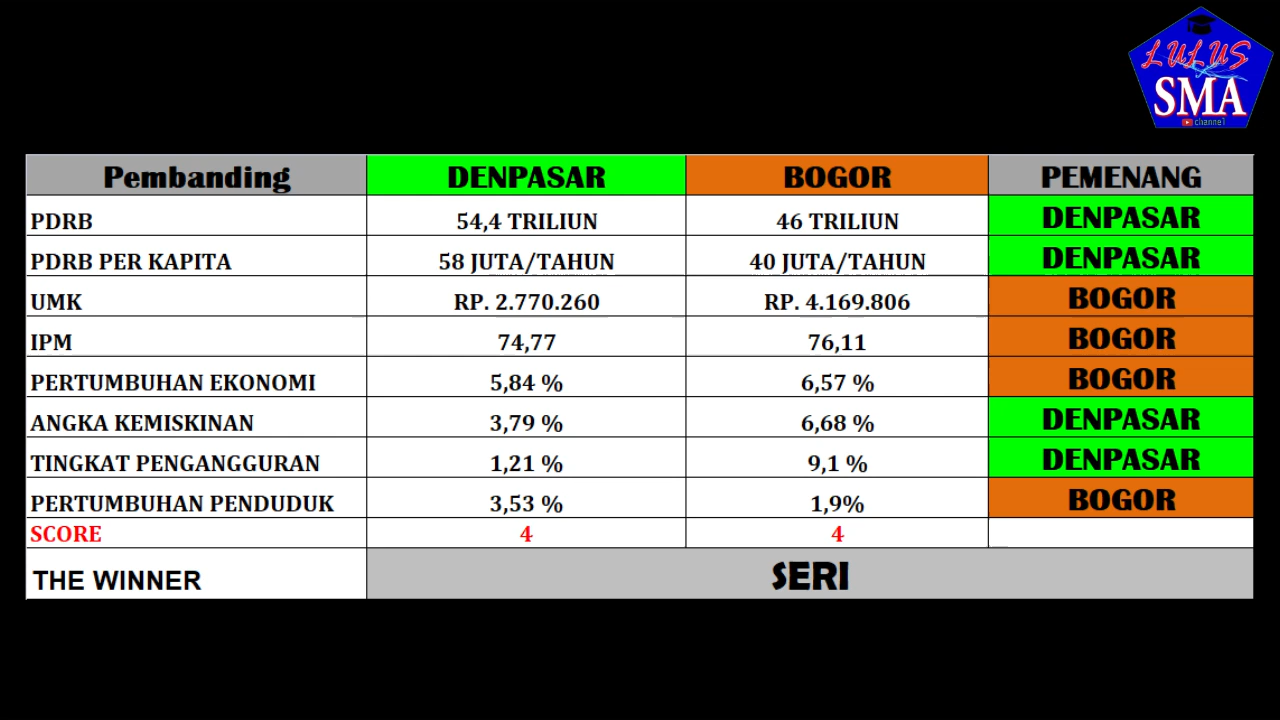 LULUS
SMA
channel
Pembanding DENPASAR BOGOR PEMENANG
PDRB 54,4 TRILIUN 46 TRILIUN DENPASAR
PDRB PER KAPITA 58 JUTA/TAHUN 40 JUTA/TAHUN DENPASAR
UMK RP. 2.770.260 RP. 4.169.806 BOGOR
IPM 74,77 76,11 BOGOR
PERTUMBUHAN EKONOMI 5,84 % 6,57 % BOGOR
ANGKA KEMISKINAN 3,79 % 6,68 % DENPASAR
TINGKAT PENGANGGURAN 1,21 % 9,1 % DENPASAR
PERTUMBUHAN PENDUDUK 3,53 % 1,9% BOGOR
SCORE 4 4
THE WINNER SERI